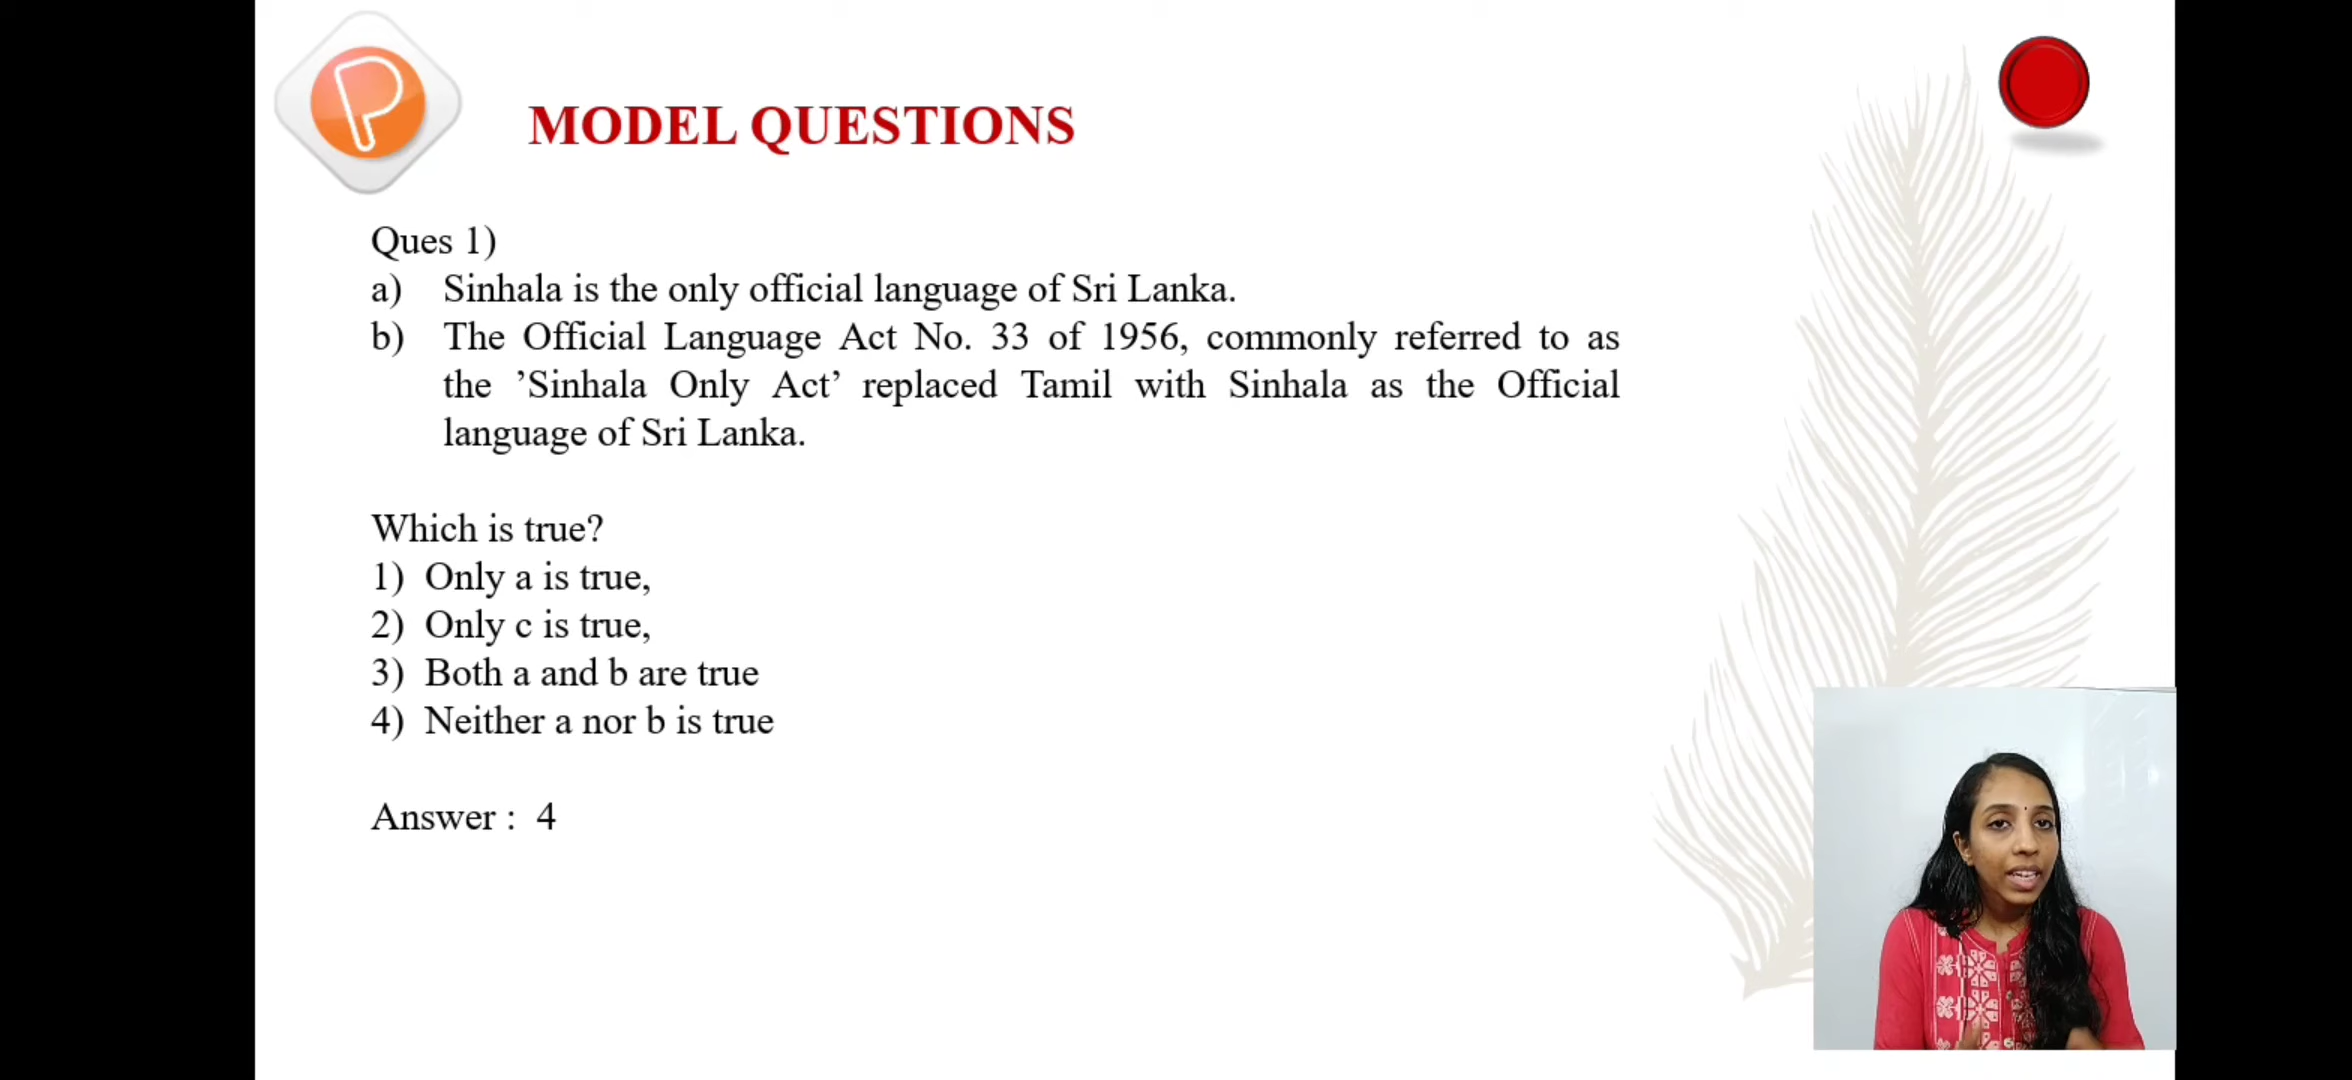 MODEL QUESTIONS
Ques 1)
a) Sinhala is the only official language of Sri Lanka.
b) The Official Language Act No. 33 of 1956, commonly referred to as
the ’Sinhala Only Act’ replaced Tamil with Sinhala as the Official
language of Sri Lanka.
Which is true?
1) Only a is true,
2) Only c is true,
3) Both a and b are true
4) Neither a nor b is true
Answer : 4